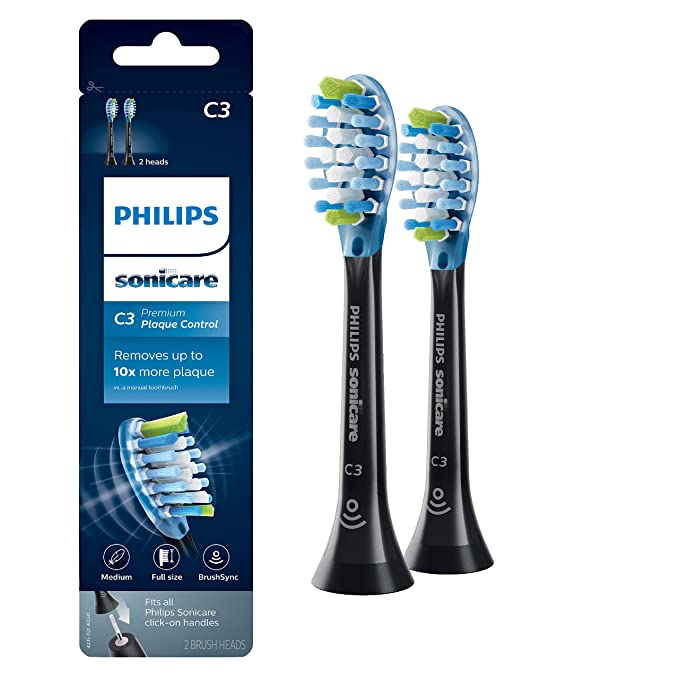 C3
2 heads
PHILIPS
sonicare
C3 Premium
Plaque Control
Removes up to
10x more plaque
vs. a manual toothbrush
Medium
Full size
BrushSync
Fits all
Philips Sonicare
click-on handles
2 BRUSH HEADS
PHILIPS
sonicare
C3
PHILIPS
sonicare
C3